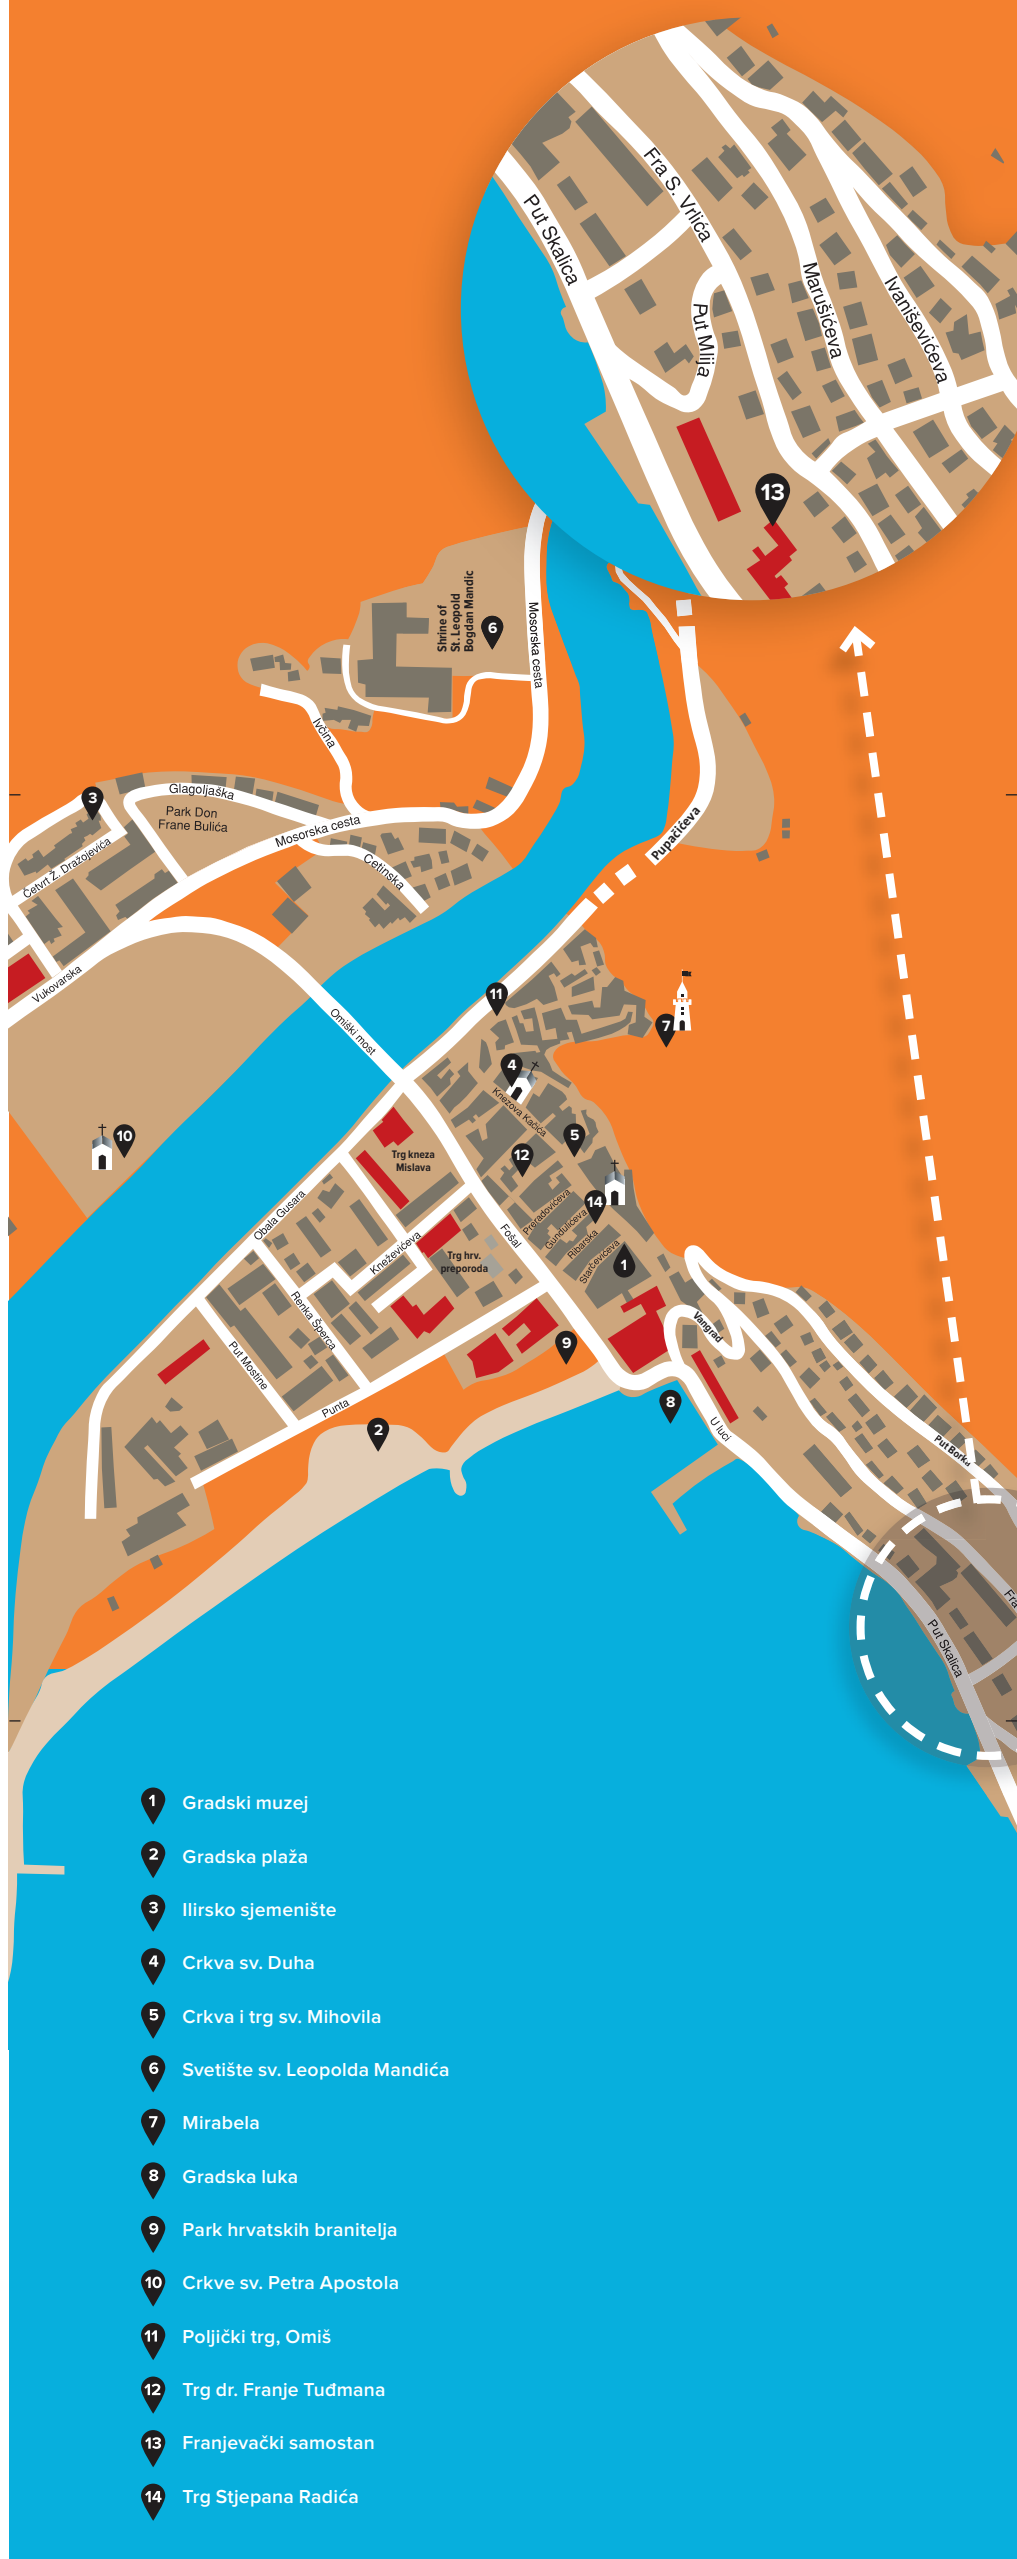 Fra S. Vrlića
Put Skalica
Marušićeva
Ivaniševićeva
Put Mlija
13
Shrine of
St. Leopold
Bogdan Mandic
6
Mosorska cesta
Ivčina
3
Glagoljaška
Park Don
Frane Bulića
Mosorska cesta
Četvrt Ž. Dražojevića
Cetinska
Pupačićeva
Vukovarska
11
Omiški most
7
4
Knezova Kačića
10
5
12
Trg kneza
Mislava
14
Obala Gusara
Preradovićeva
Gundulićeva
Ribarska
Starčevićeva
Fošal
Kneževićeva
Trg hrv.
preporoda
1
Renka Šperca
Vangrad
Put Mostine
9
Punta
8
2
U luci
Put Borka
Fra
Put Skalica
1 Gradski muzej
2 Gradska plaža
3 Ilirsko sjemenište
4 Crkva sv. Duha
5 Crkva i trg sv. Mihovila
6 Svetište sv. Leopolda Mandića
7 Mirabela
8 Gradska luka
9 Park hrvatskih branitelja
10 Crkve sv. Petra Apostola
11 Poljički trg, Omiš
12 Trg dr. Franje Tuđmana
13 Franjevački samostan
14 Trg Stjepana Radića